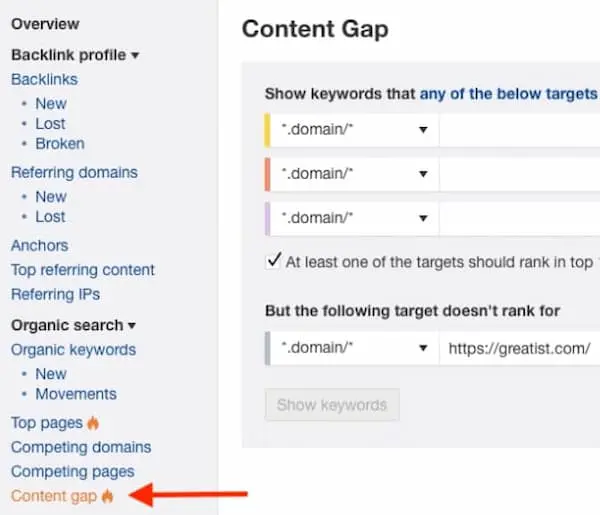 Overview
Backlink profile
Backlinks
New
Lost
Broken
Referring domains
New
Lost
Anchors
Top referring content
Referring IPs
Organic search
Organic keywords
New
Movements
Top pages
Competing domains
Competing pages
Content gap
Content Gap
Show keywords that any of the below targets
*.domain/*
*.domain/*
*.domain/*
At least one of the targets should rank in top
But the following target doesn't rank for
*.domain/* https://greatist.com/
Show keywords